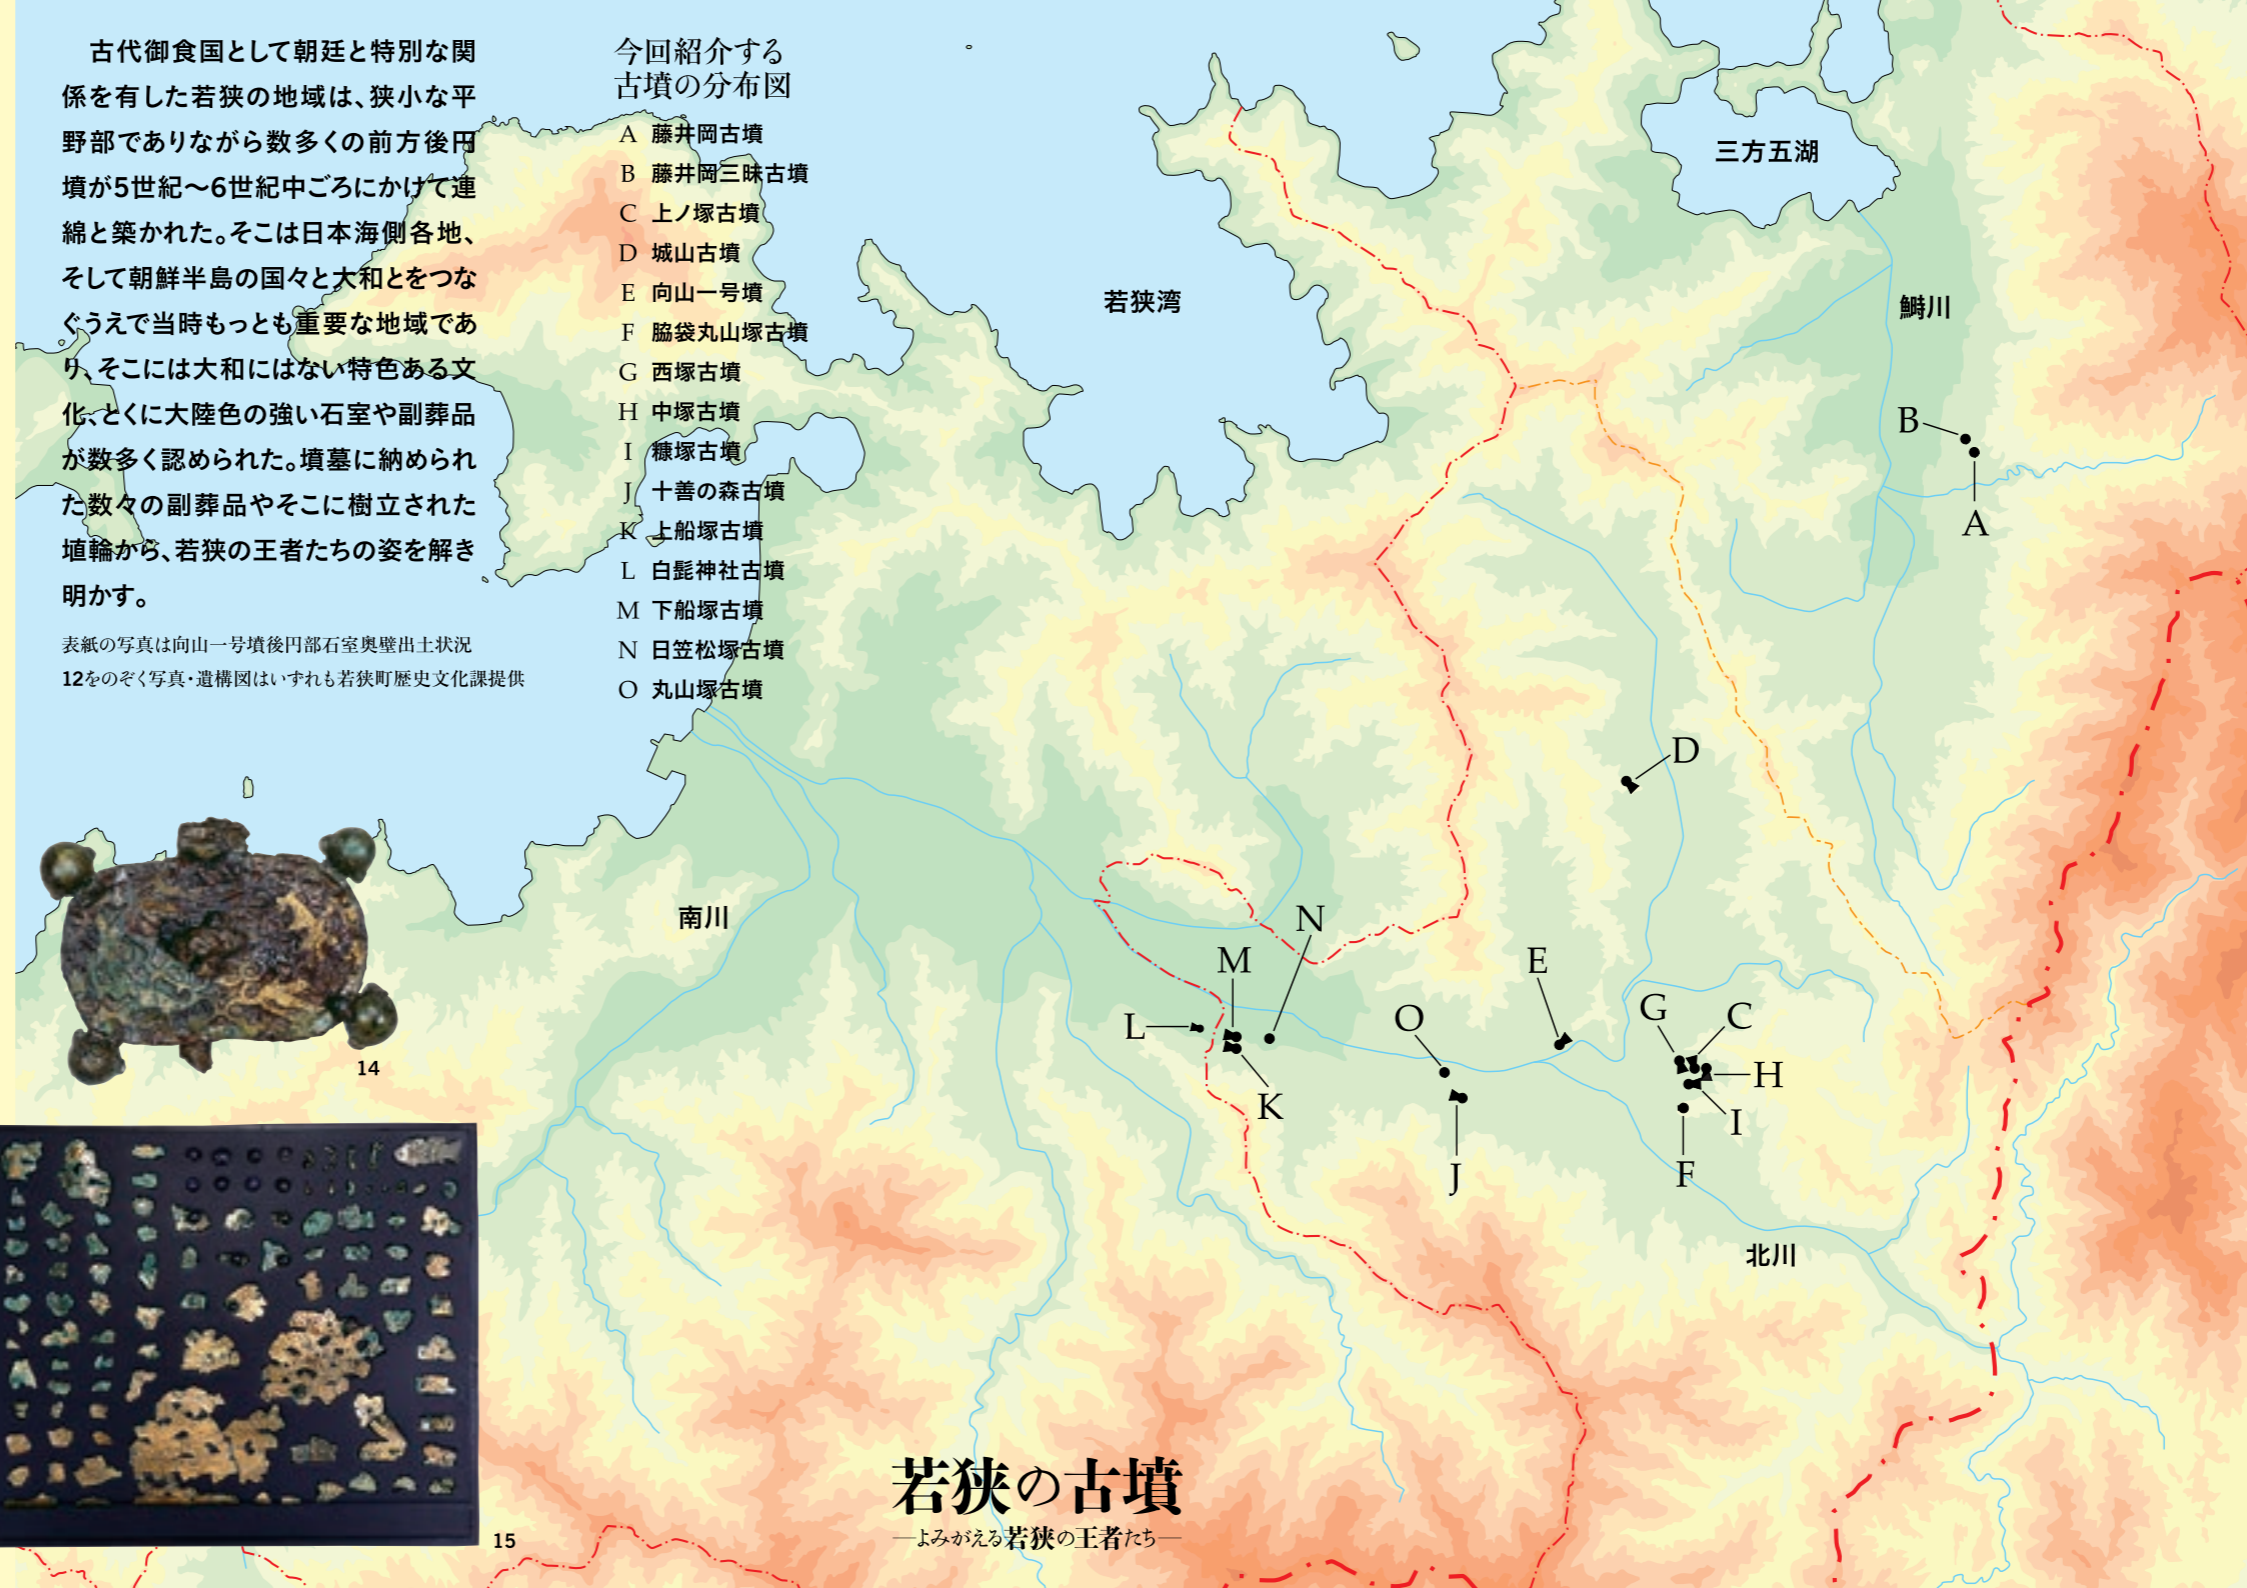 古代御食国として朝廷と特別な関
係を有した若狭の地域は、狭小な平
野部でありながら数多くの前方後円
墳が5世紀〜6世紀中ごろにかけて連
綿と築かれた。そこは日本海側各地、
そして朝鮮半島の国々と大和とをつな
ぐうえで当時もっとも重要な地域であ
り、そこには大和にはない特色ある文
化、とくに大陸色の強い石室や副葬品
が数多く認められた。墳墓に納められ
た数々の副葬品やそこに樹立された
埴輪から、若狭の王者たちの姿を解き
明かす。
表紙の写真は向山一号墳後円部石室奥壁出土状況
12をのぞく写真・遺構図はいずれも若狭町歴史文化課提供
今回紹介する
古墳の分布図
A 藤井岡古墳
B 藤井岡三昧古墳
C 上ノ塚古墳
D 城山古墳
E 向山一号墳
F 脇袋丸山塚古墳
G 西塚古墳
H 中塚古墳
I 糠塚古墳
J 十善の森古墳
K 上船塚古墳
L 白髭神社古墳
M 下船塚古墳
N 日笠松塚古墳
O 丸山塚古墳
若狭湾
三方五湖
鰣川
B
A
D
南川
N
M
E
L
O
G
C
H
K
I
J
F
北川
14
15
若狭の古墳
―よみがえる若狭の王者たち―